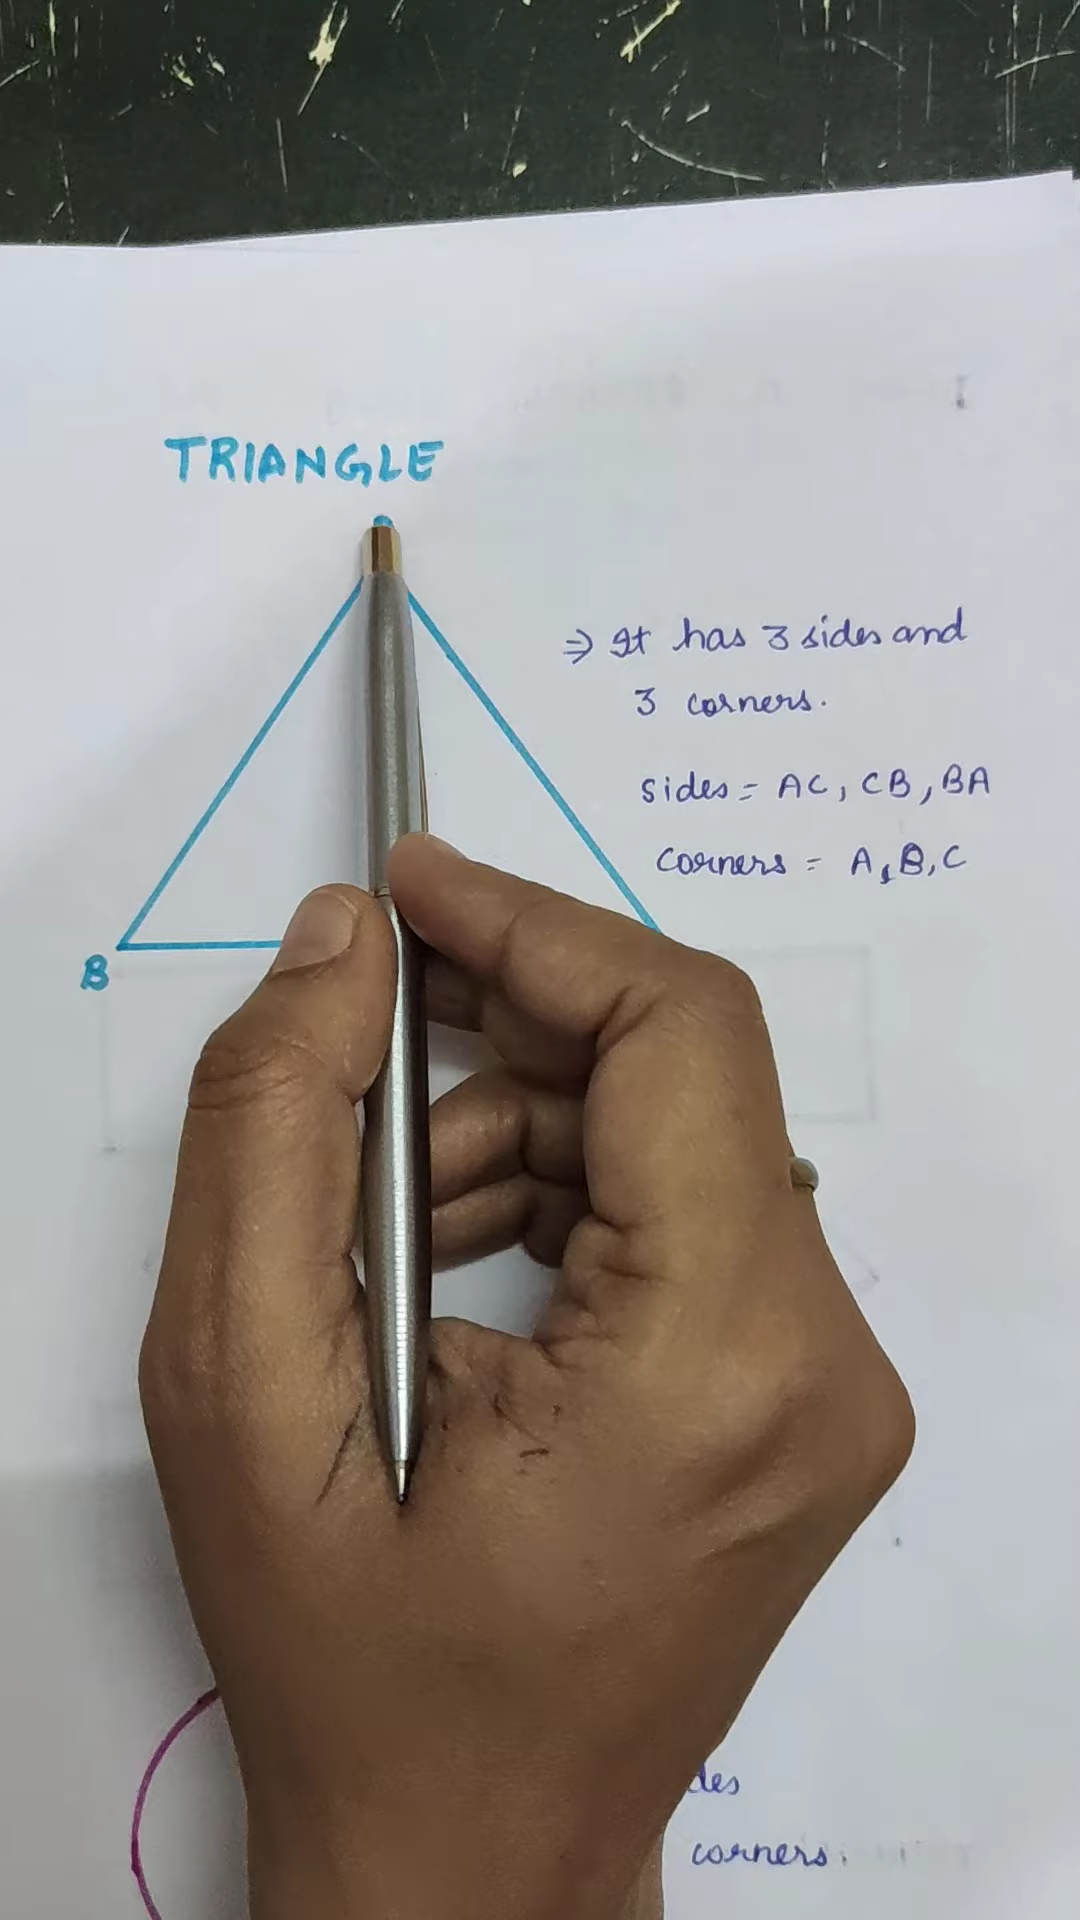 TRIANGLE
⇒ It has 3 sides and
3 corners.
sides = AC, CB, BA
corners = A, B, C
B
corners.